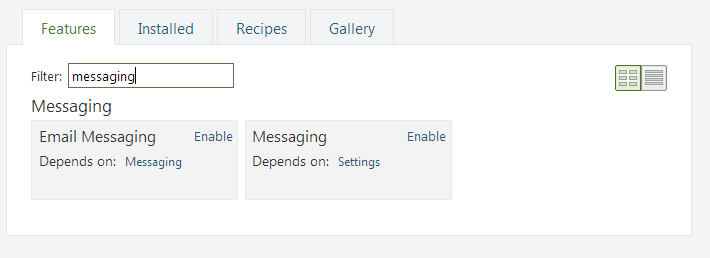 Features Installed Recipes Gallery
Filter: messaging
Messaging
Email Messaging Enable Messaging Enable
Depends on: Messaging Depends on: Settings